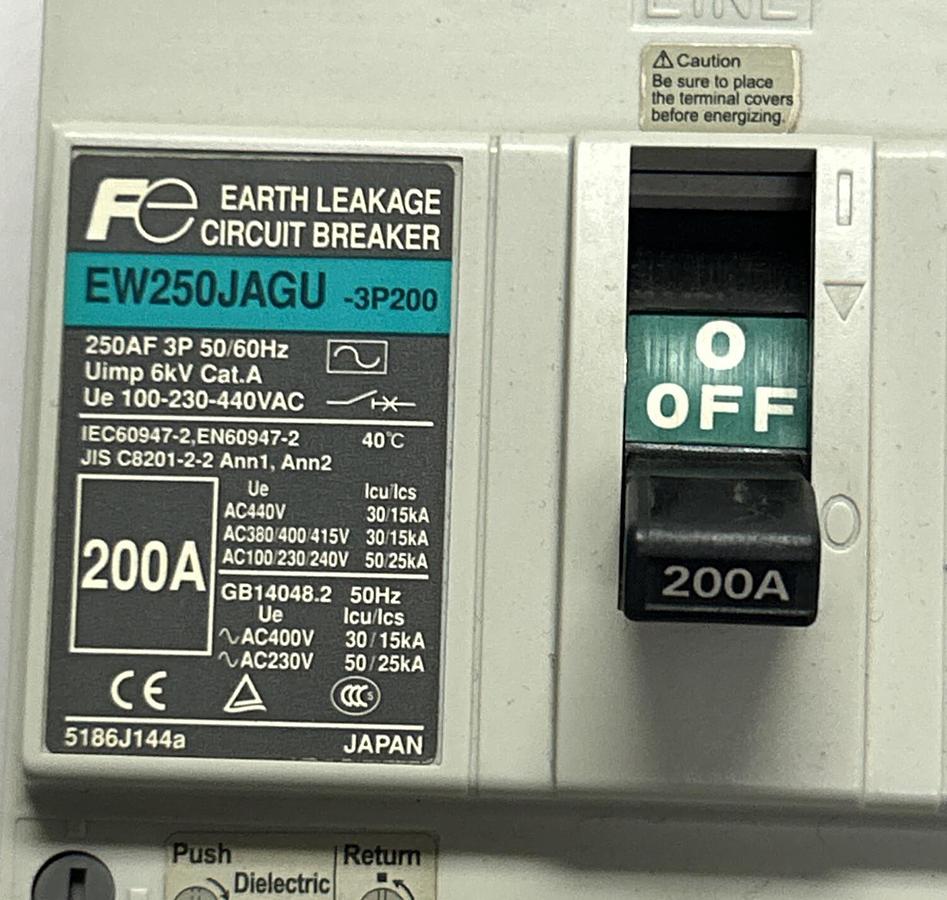 LINE
⚠ Caution
Be sure to place
the terminal covers
before energizing.
Fe EARTH LEAKAGE
CIRCUIT BREAKER
EW250JAGU -3P200
250AF 3P 50/60Hz
Uimp 6kV Cat.A
Ue 100-230-440VAC
IEC60947-2,EN60947-2 40°C
JIS C8201-2-2 Ann1, Ann2
200A
Ue Icu/Ics
AC440V 30/15kA
AC380/400/415V 30/15kA
AC100/230/240V 50/25kA
GB14048.2 50Hz
Ue Icu/Ics
∿AC400V 30/15kA
∿AC230V 50/25kA
CE CCC S
5186J144a JAPAN
I
O
OFF
O
200A
Push
Dielectric
Return